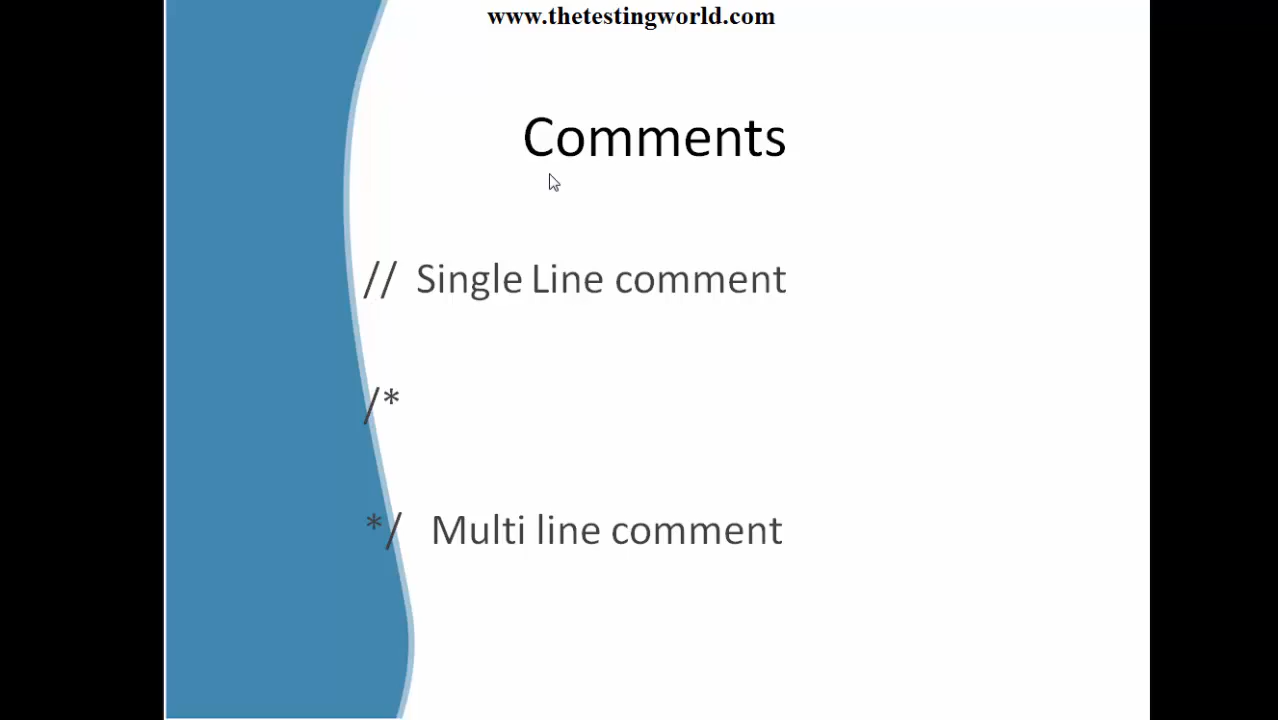 www.thetestingworld.com
Comments
// Single Line comment
/*
*/ Multi line comment